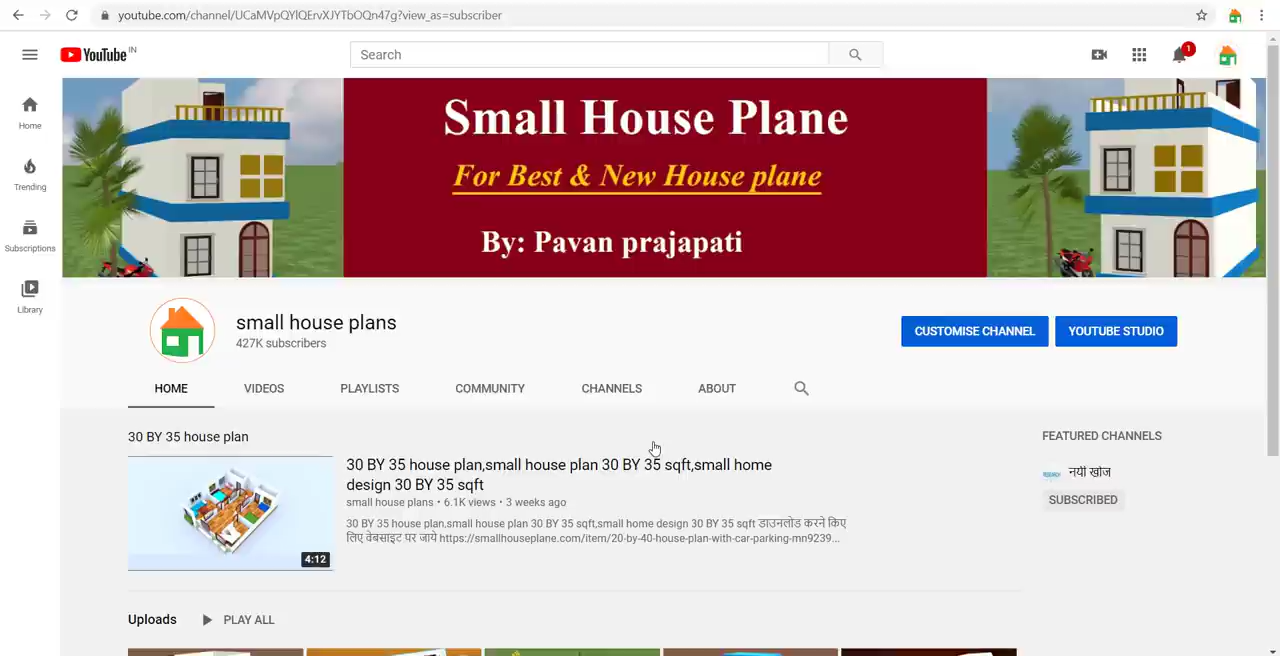 youtube.com/channel/UCaMVpQYlQErvXJYTbOQn47g?view_as=subscriber
YouTube IN
Search
1
Home
Trending
Subscriptions
Library
Small House Plane
For Best & New House plane
By: Pavan prajapati
small house plans
427K subscribers
CUSTOMISE CHANNEL
YOUTUBE STUDIO
HOME VIDEOS PLAYLISTS COMMUNITY CHANNELS ABOUT
30 BY 35 house plan
30 BY 35 house plan,small house plan 30 BY 35 sqft,small home
design 30 BY 35 sqft
small house plans • 6.1K views • 3 weeks ago
30 BY 35 house plan,small house plan 30 BY 35 sqft,small home design 30 BY 35 sqft डाउनलोड करने किए
लिए वेबसाइट पर जाये https://smallhouseplane.com/item/20-by-40-house-plan-with-car-parking-mn9239...
4:12
FEATURED CHANNELS
नयी खोज
SUBSCRIBED
Uploads PLAY ALL